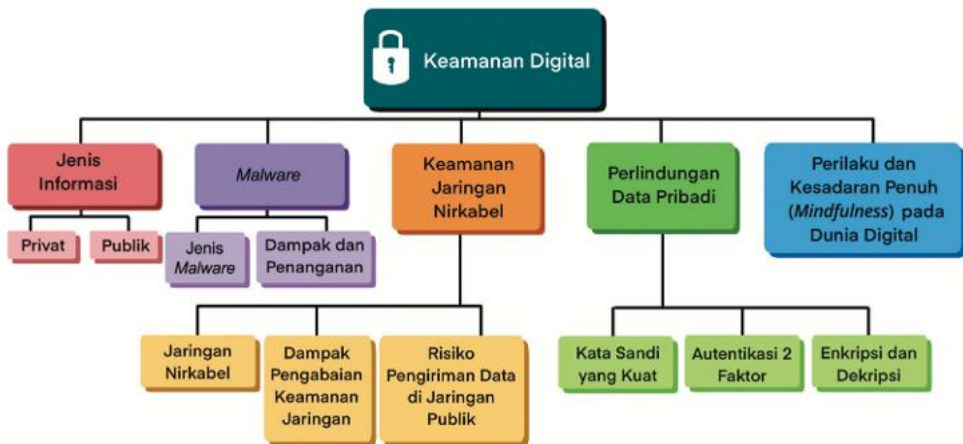 Keamanan Digital
Jenis
Informasi
Malware
Keamanan
Jaringan
Nirkabel
Perlindungan
Data Pribadi
Perilaku dan
Kesadaran Penuh
(Mindfulness) pada
Dunia Digital
Privat
Publik
Jenis
Malware
Dampak dan
Penanganan
Jaringan
Nirkabel
Dampak
Pengabaian
Keamanan
Jaringan
Risiko
Pengiriman Data
di Jaringan
Publik
Kata Sandi
yang Kuat
Autentikasi 2
Faktor
Enkripsi dan
Dekripsi